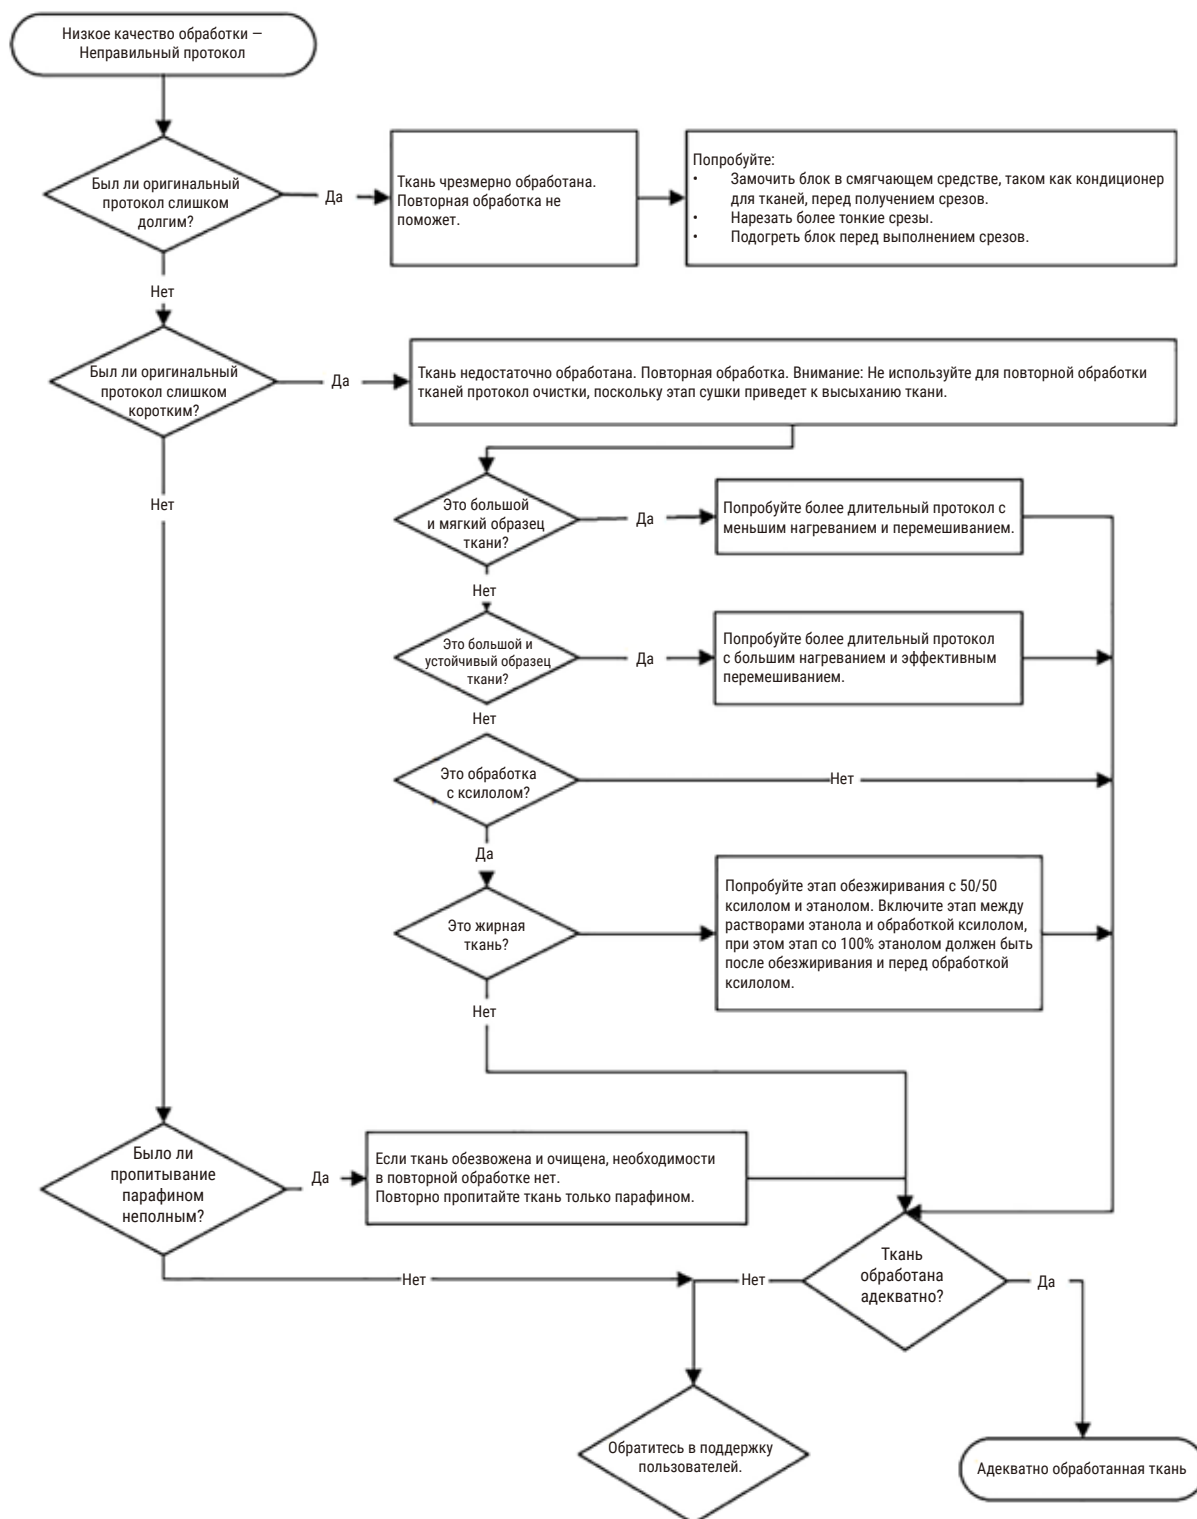 Низкое качество обработки —
Неправильный протокол
Был ли оригинальный
протокол слишком
долгим?
Да
Ткань чрезмерно обработана.
Повторная обработка не
поможет.
Попробуйте:
• Замочить блок в смягчающем средстве, таком как кондиционер
для тканей, перед получением срезов.
• Нарезать более тонкие срезы.
• Подогреть блок перед выполнением срезов.
Нет
Был ли оригинальный
протокол слишком
коротким?
Да
Ткань недостаточно обработана. Повторная обработка. Внимание: Не используйте для повторной обработки
тканей протокол очистки, поскольку этап сушки приведет к высыханию ткани.
Нет
Это большой
и мягкий образец
ткани?
Да
Попробуйте более длительный протокол с
меньшим нагреванием и перемешиванием.
Нет
Это большой и
устойчивый образец
ткани?
Да
Попробуйте более длительный протокол
с большим нагреванием и эффективным
перемешиванием.
Нет
Это обработка
с ксилолом?
Нет
Да
Это жирная
ткань?
Попробуйте этап обезжиривания с 50/50
ксилолом и этанолом. Включите этап между
растворами этанола и обработкой ксилолом,
при этом этап со 100% этанолом должен быть
после обезжиривания и перед обработкой
ксилолом.
Нет
Было ли
пропитывание
парафином
неполным?
Да
Если ткань обезвожена и очищена, необходимости
в повторной обработке нет.
Повторно пропитайте ткань только парафином.
Нет
Нет
Ткань
обработана
адекватно?
Да
Обратитесь в поддержку
пользователей.
Адекватно обработанная ткань